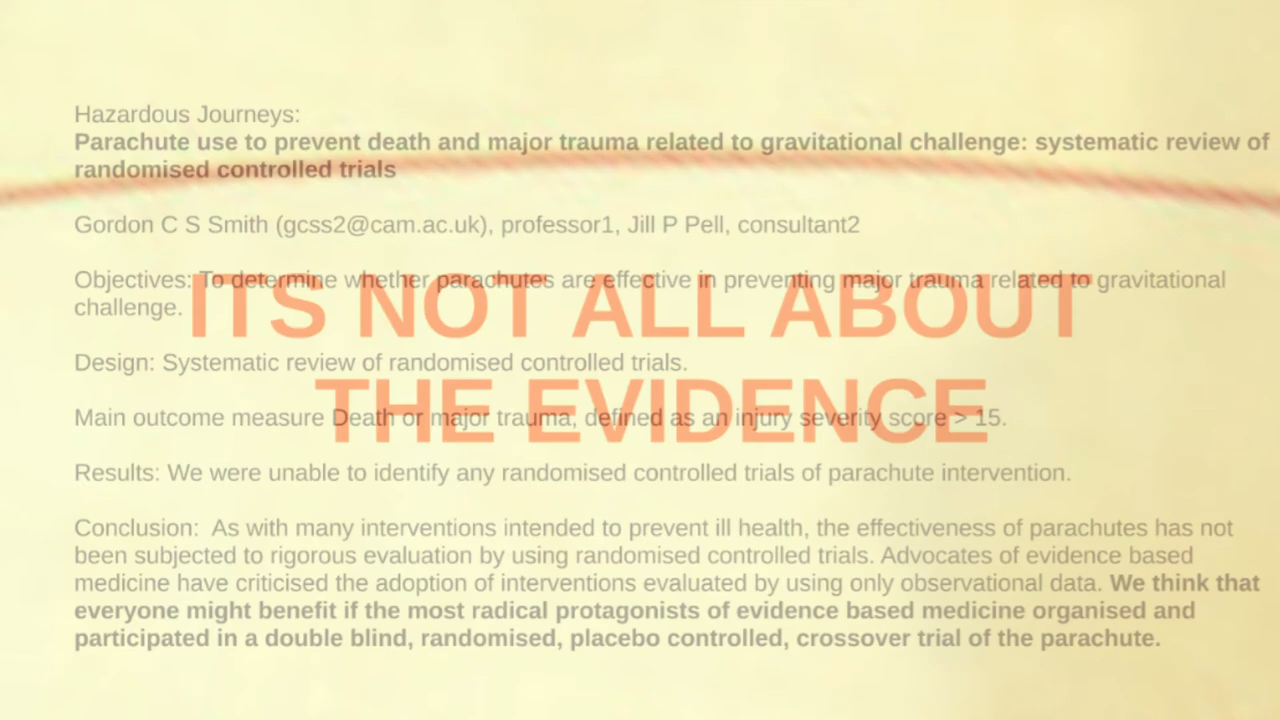 Hazardous Journeys:
Parachute use to prevent death and major trauma related to gravitational challenge: systematic review of
randomised controlled trials
Gordon C S Smith (gcss2@cam.ac.uk), professor1, Jill P Pell, consultant2
Objectives: To determine whether parachutes are effective in preventing major trauma related to gravitational
challenge.
ITS NOT ALL ABOUT
THE EVIDENCE
Design: Systematic review of randomised controlled trials.
Main outcome measure Death or major trauma, defined as an injury severity score > 15.
Results: We were unable to identify any randomised controlled trials of parachute intervention.
Conclusion:  As with many interventions intended to prevent ill health, the effectiveness of parachutes has not
been subjected to rigorous evaluation by using randomised controlled trials. Advocates of evidence based
medicine have criticised the adoption of interventions evaluated by using only observational data. We think that
everyone might benefit if the most radical protagonists of evidence based medicine organised and
participated in a double blind, randomised, placebo controlled, crossover trial of the parachute.